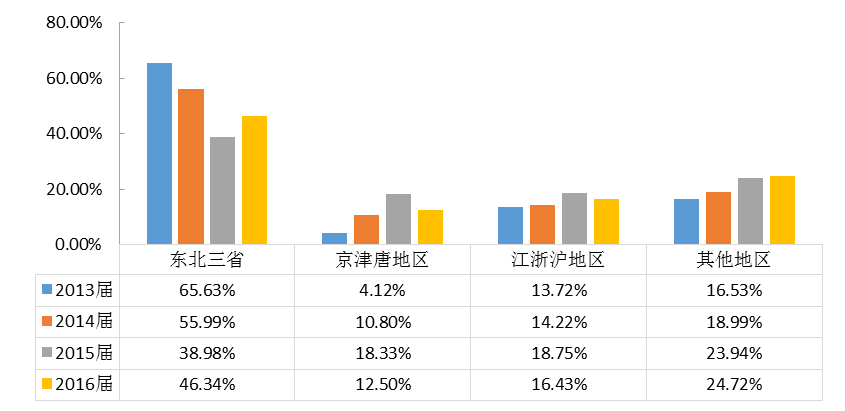 80.00%
60.00%
40.00%
20.00%
0.00%
东北三省 京津唐地区 江浙沪地区 其他地区
2013届 65.63% 4.12% 13.72% 16.53%
2014届 55.99% 10.80% 14.22% 18.99%
2015届 38.98% 18.33% 18.75% 23.94%
2016届 46.34% 12.50% 16.43% 24.72%